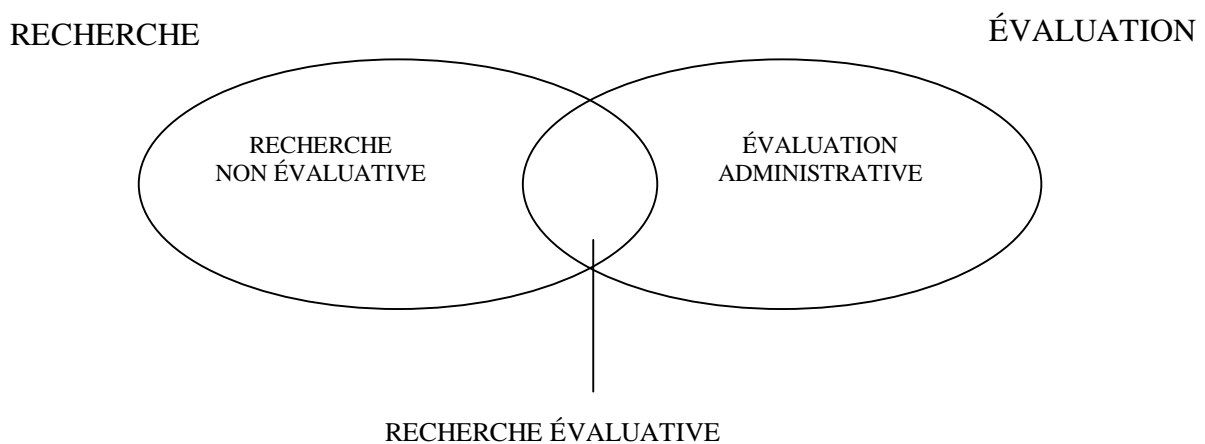 RECHERCHE
ÉVALUATION
RECHERCHE
NON ÉVALUATIVE
ÉVALUATION
ADMINISTRATIVE
RECHERCHE ÉVALUATIVE